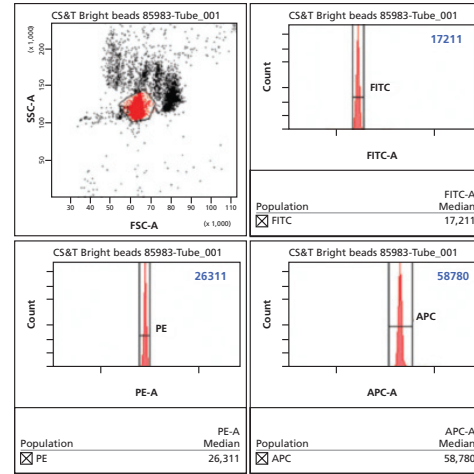 CS&T Bright beads 85983-Tube_001
(x 1,000)
200
150
100
50
SSC-A
30 40 50 60 70 80 90 100 110
FSC-A
(x 1,000)
CS&T Bright beads 85983-Tube_001
17211
Count
FITC
FITC-A
FITC-A
Population Median
FITC 17,211
CS&T Bright beads 85983-Tube_001
26311
Count
PE
PE-A
PE-A
Population Median
PE 26,311
CS&T Bright beads 85983-Tube_001
58780
Count
APC
APC-A
APC-A
Population Median
APC 58,780